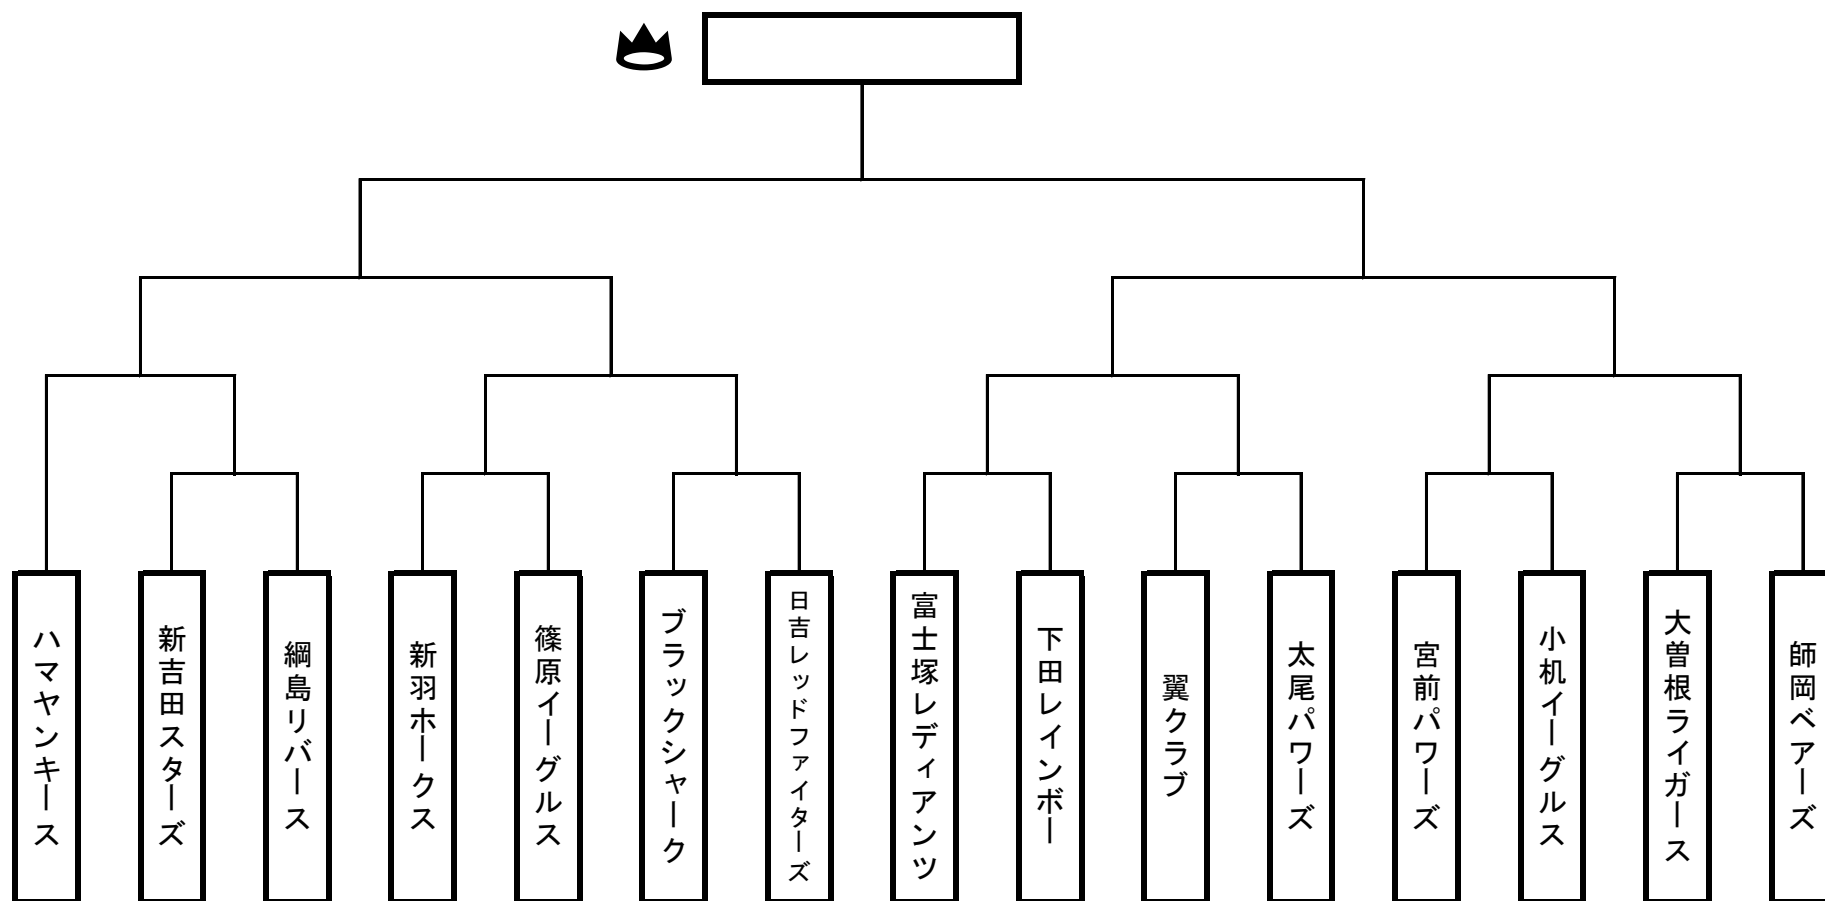 ハマヤンキース
新吉田スターズ
綱島リバース
新羽ホークス
篠原イーグルス
ブラックシャーク
日吉レッドファイターズ
富士塚レディアンツ
下田レインボー
翼クラブ
太尾パワーズ
宮前パワーズ
小机イーグルス
大曽根ライガース
師岡ベアーズ